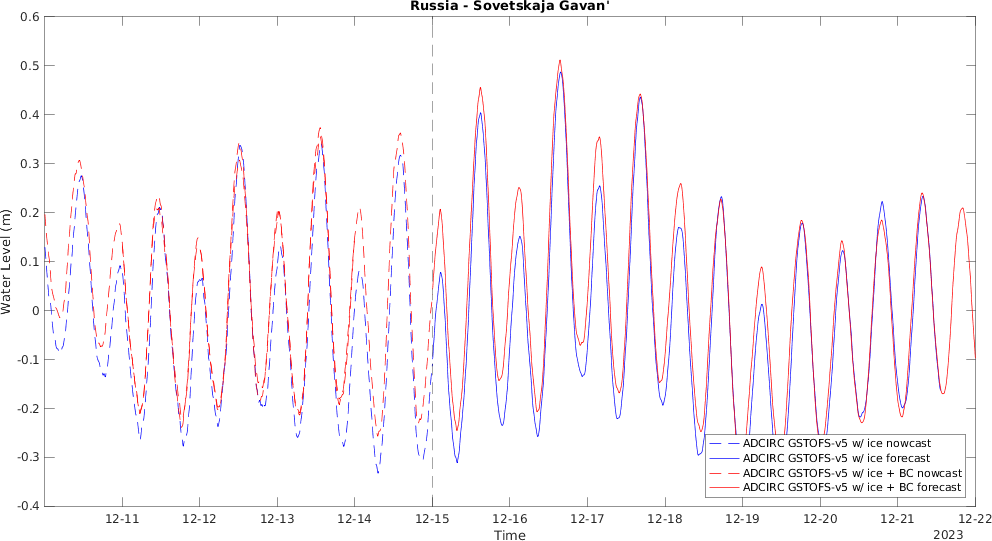 Russia - Sovetskaja Gavan'
0.6
0.5
0.4
0.3
0.2
0.1
0
-0.1
-0.2
-0.3
-0.4
Water Level (m)
ADCIRC GSTOFS-v5 w/ ice nowcast
ADCIRC GSTOFS-v5 w/ ice forecast
ADCIRC GSTOFS-v5 w/ ice + BC nowcast
ADCIRC GSTOFS-v5 w/ ice + BC forecast
12-11 12-12 12-13 12-14 12-15 12-16 12-17 12-18 12-19 12-20 12-21 12-22
Time
2023